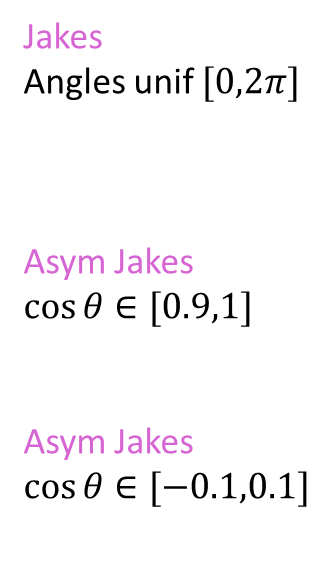 Jakes
Angles unif [0,2π]
Asym Jakes
cos θ ∈ [0.9,1]
Asym Jakes
cos θ ∈ [−0.1,0.1]